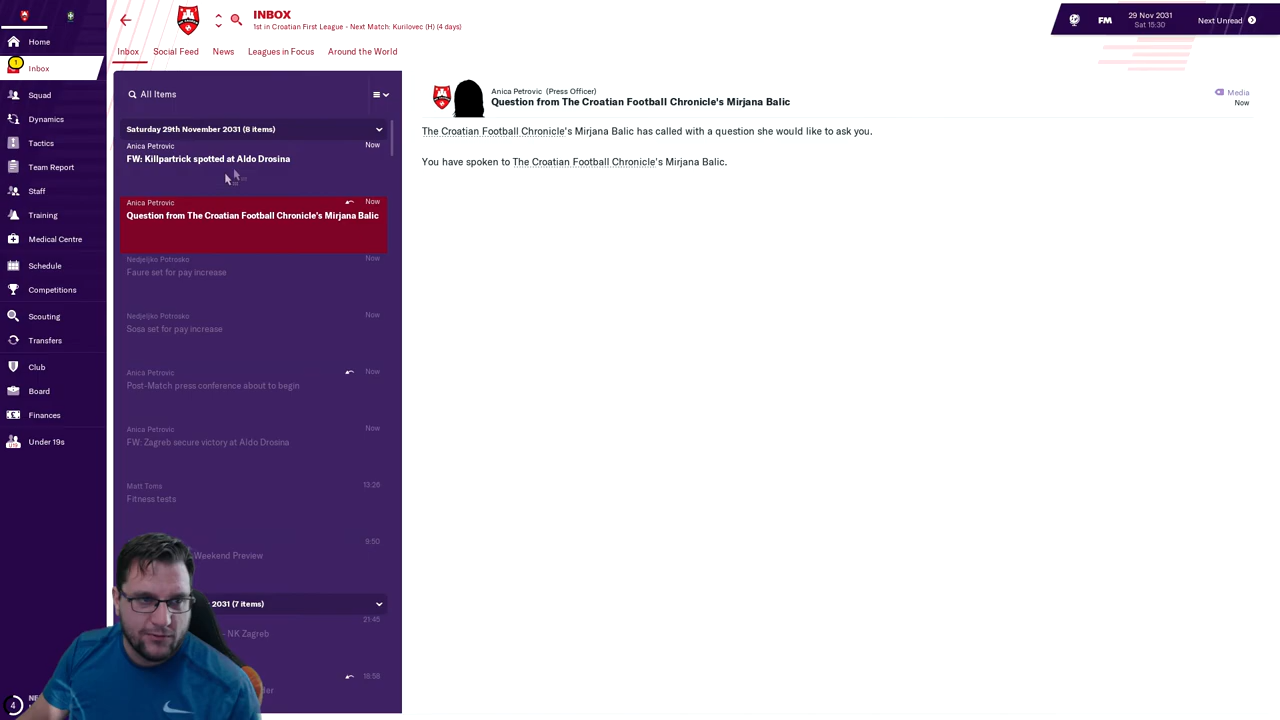 INBOX
1st in Croatian First League - Next Match: Kurilovec (H) (4 days)
29 Nov 2031
Sat 15:30
FM
Next Unread
Home
1
Inbox
Squad
Dynamics
Tactics
Team Report
Staff
Training
Medical Centre
Schedule
Competitions
Scouting
Transfers
Club
Board
Finances
Under 19s
4
Inbox
Social Feed
News
Leagues in Focus
Around the World
All Items
Saturday 29th November 2031 (8 items)
Anica Petrovic
Now
FW: Killpartrick spotted at Aldo Drosina
Anica Petrovic
Now
Question from The Croatian Football Chronicle's Mirjana Balic
Nedjeljko Potrosko
Now
Faure set for pay increase
Nedjeljko Potrosko
Now
Sosa set for pay increase
Anica Petrovic
Now
Post-Match press conference about to begin
Anica Petrovic
Now
FW: Zagreb secure victory at Aldo Drosina
Matt Toms
13:26
Fitness tests
9:50
Weekend Preview
2031 (7 items)
21:45
- NK Zagreb
18:58
Anica Petrovic (Press Officer)
Question from The Croatian Football Chronicle's Mirjana Balic
Media
Now
The Croatian Football Chronicle's Mirjana Balic has called with a question she would like to ask you.
You have spoken to The Croatian Football Chronicle's Mirjana Balic.